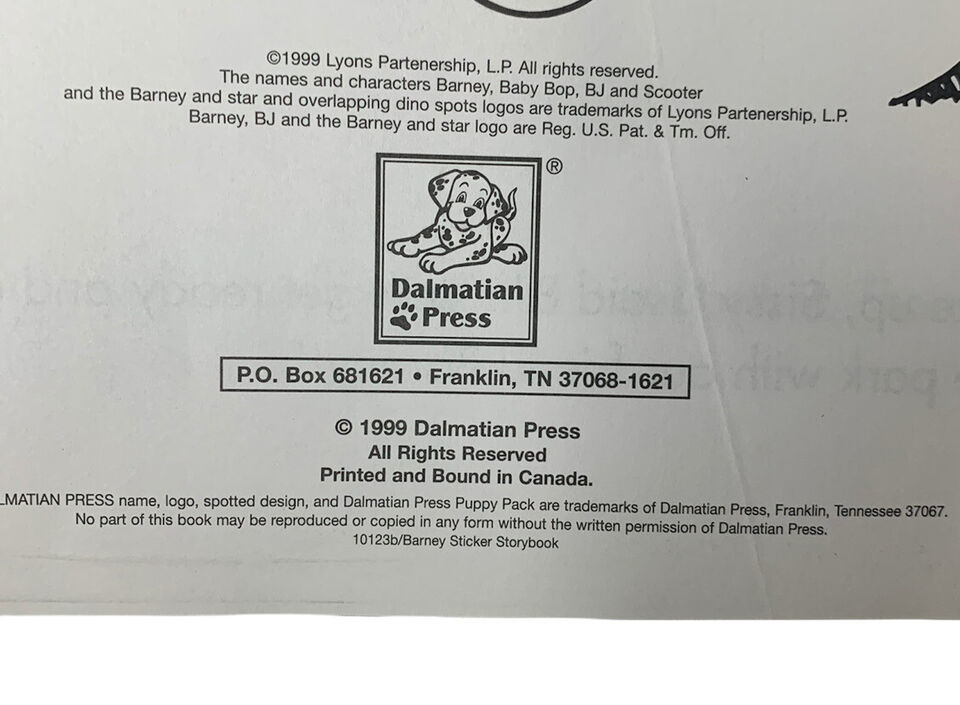 ©1999 Lyons Partenership, L.P. All rights reserved.
The names and characters Barney, Baby Bop, BJ and Scooter
and the Barney and star and overlapping dino spots logos are trademarks of Lyons Partenership, L.P.
Barney, BJ and the Barney and star logo are Reg. U.S. Pat. & Tm. Off.
®
Dalmatian
Press
P.O. Box 681621 • Franklin, TN 37068-1621
© 1999 Dalmatian Press
All Rights Reserved
Printed and Bound in Canada.
LMATIAN PRESS name, logo, spotted design, and Dalmatian Press Puppy Pack are trademarks of Dalmatian Press, Franklin, Tennessee 37067.
No part of this book may be reproduced or copied in any form without the written permission of Dalmatian Press.
10123b/Barney Sticker Storybook